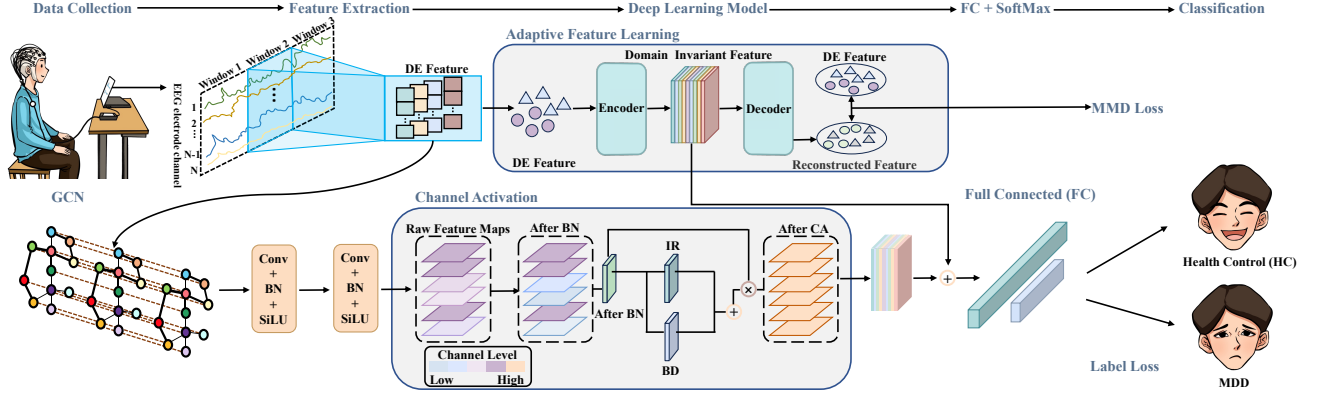 Data Collection
Feature Extraction
Deep Learning Model
FC + SoftMax
Classification
EEG electrode channel
Window 1
Window 2
Window 3
1
2
N-1
N
DE Feature
Adaptive Feature Learning
DE Feature
Encoder
Domain Invariant Feature
Decoder
DE Feature
Reconstructed Feature
MMD Loss
GCN
Conv
+
BN
+
SiLU
Conv
+
BN
+
SiLU
Channel Activation
Raw Feature Maps
After BN
After BN
IR
BD
×
+
After CA
Channel Level
Low
High
+
Full Connected (FC)
Health Control (HC)
Label Loss
MDD